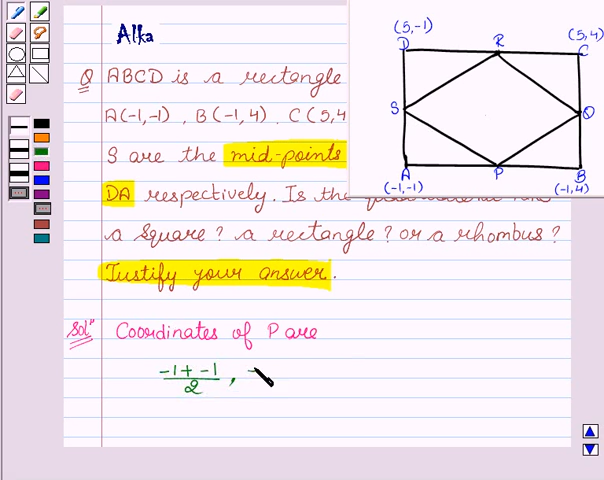 Alka
Q ABCD is a rectangle
A(-1,-1), B(-1,4), C(5,4
S are the mid-points
DA respectively. Is the
a square? a rectangle? or a rhombus?
Justify your answer.
Solⁿ Coordinates of P are
-1+ -1
2
, -
(5,-1)
D
R
(5,4)
C
S
Q
A
(-1,-1)
P
B
(-1,4)